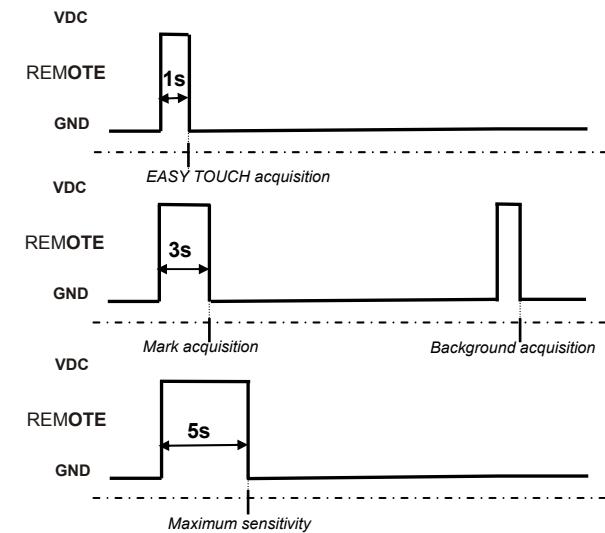 VDC
REMOTE
1s
GND
EASY TOUCH acquisition
VDC
REMOTE
3s
GND
Mark acquisition
Background acquisition
VDC
REMOTE
5s
GND
Maximum sensitivity